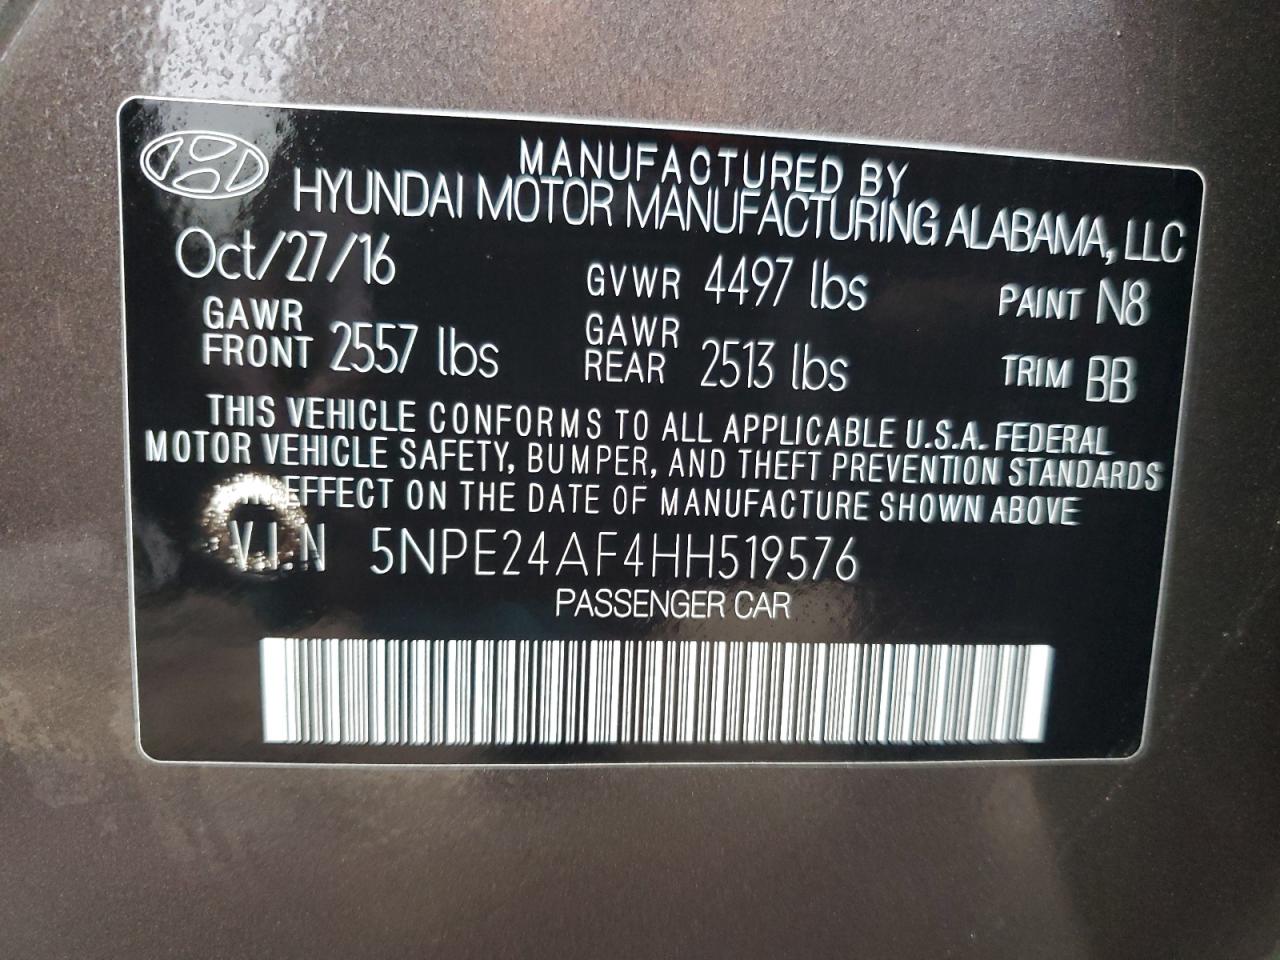 MANUFACTURED BY
HYUNDAI MOTOR MANUFACTURING ALABAMA, LLC
Oct/27/16 GVWR 4497 lbs PAINT N8
GAWR FRONT 2557 lbs GAWR REAR 2513 lbs TRIM BB
THIS VEHICLE CONFORMS TO ALL APPLICABLE U.S.A. FEDERAL
MOTOR VEHICLE SAFETY, BUMPER, AND THEFT PREVENTION STANDARDS
EFFECT ON THE DATE OF MANUFACTURE SHOWN ABOVE
V.I.N 5NPE24AF4HH519576
PASSENGER CAR